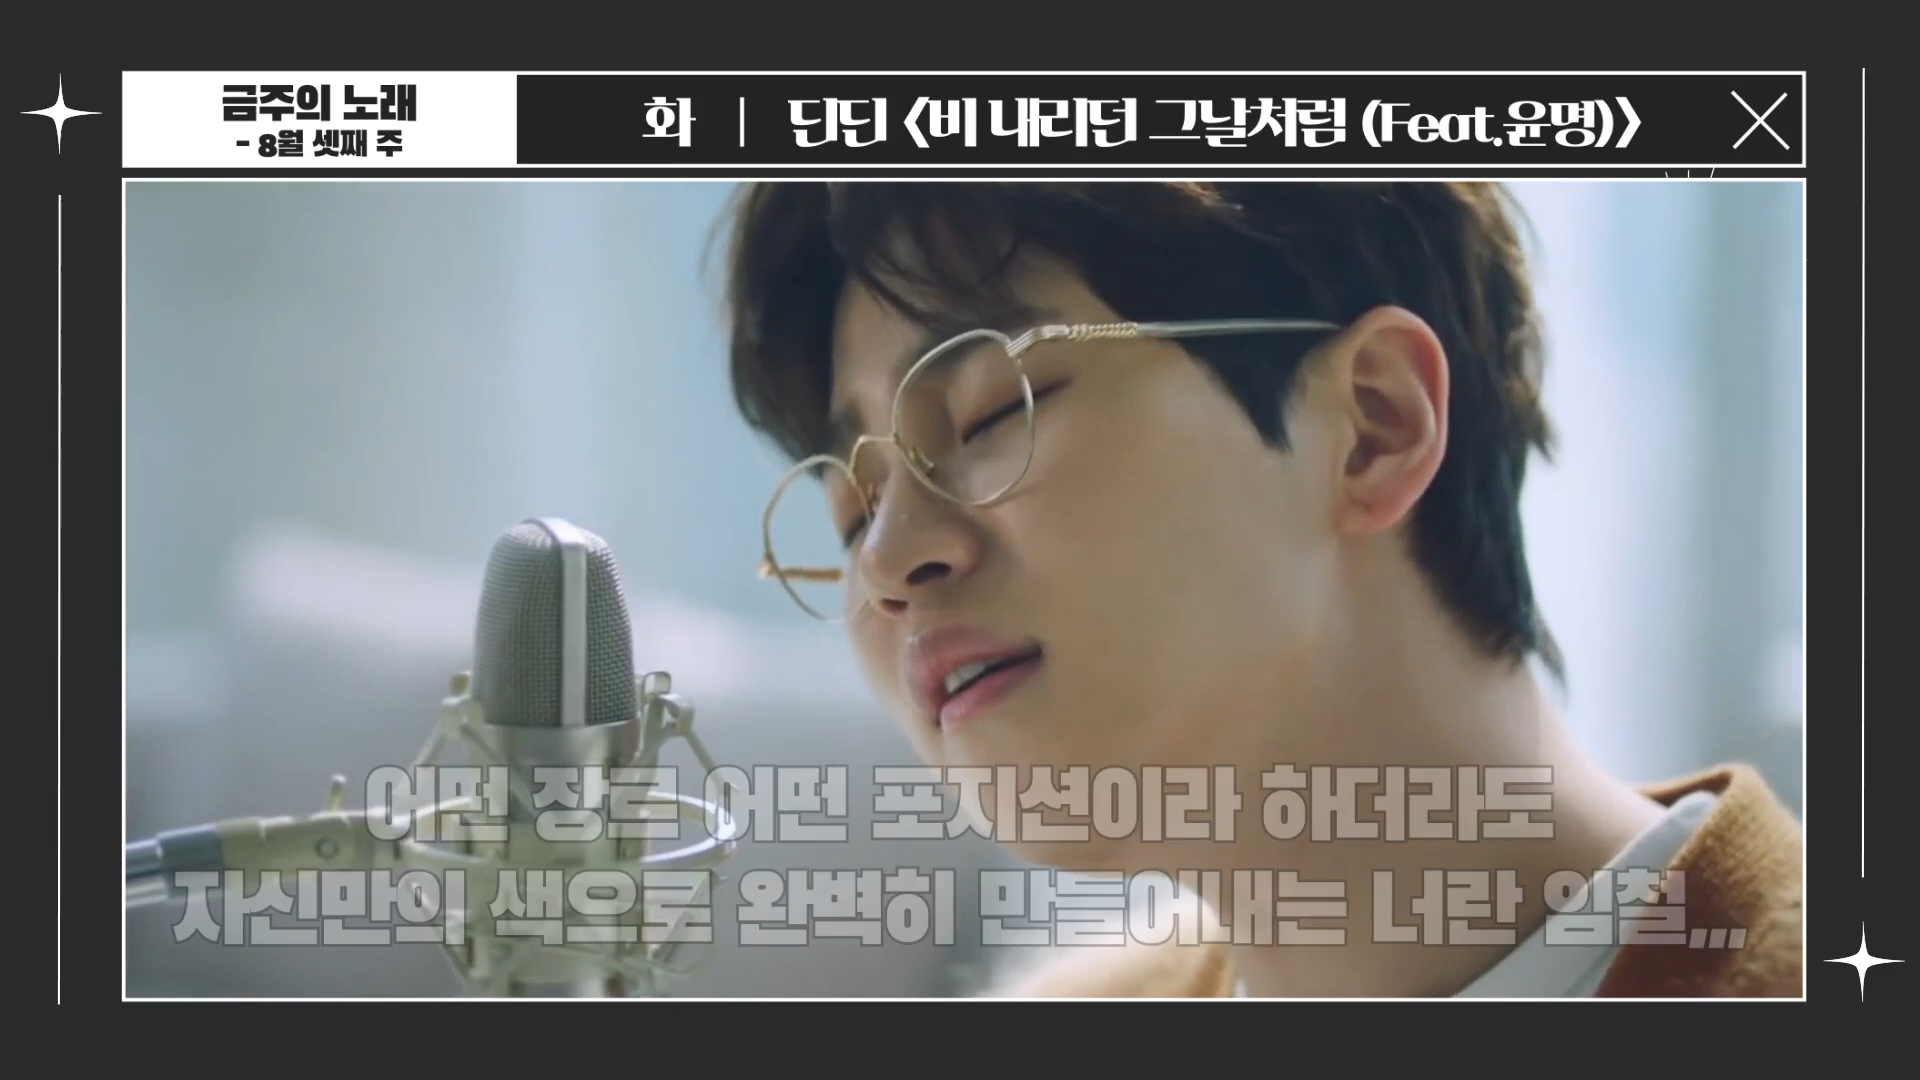 금주의 노래
- 8월 셋째 주
화 | 딘딘 <비 내리던 그날처럼 (Feat.윤명)>
어떤 장르 어떤 포지션이라 하더라도
자신만의 색으로 완벽히 만들어내는 너란 임철...